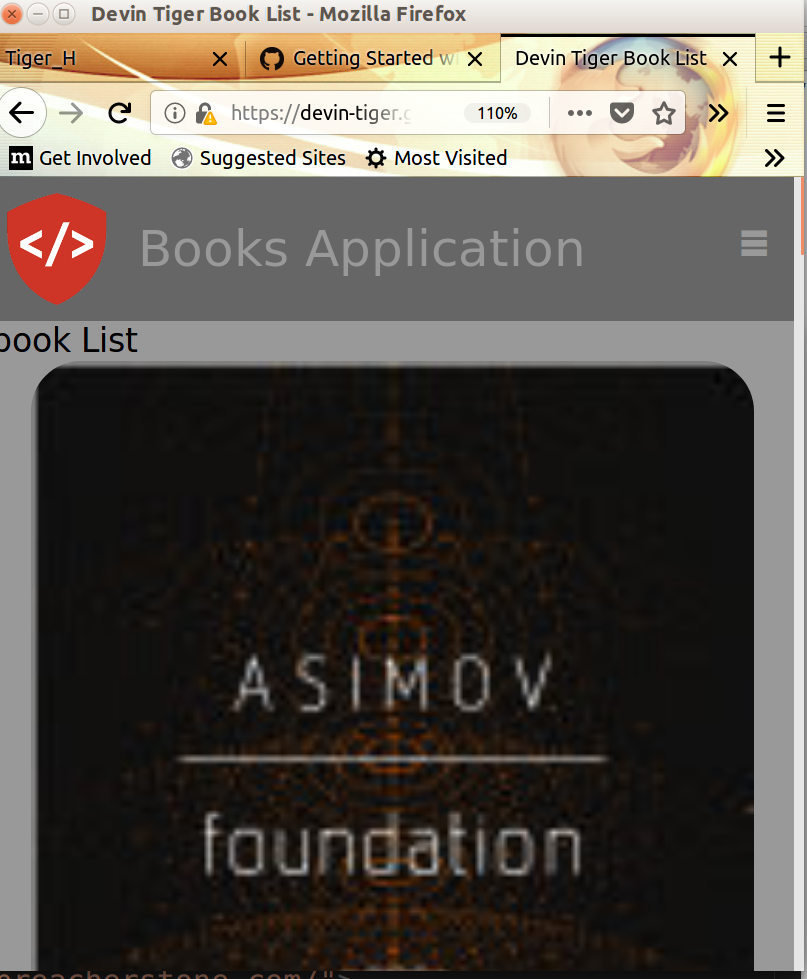 Devin Tiger Book List - Mozilla Firefox
Tiger_H
Getting Started
Devin Tiger Book List
https://devin-tiger.g
110%
m Get Involved
Suggested Sites
Most Visited
</>
Books Application
book List
ASIMOV
foundation
preacherstone.com/">